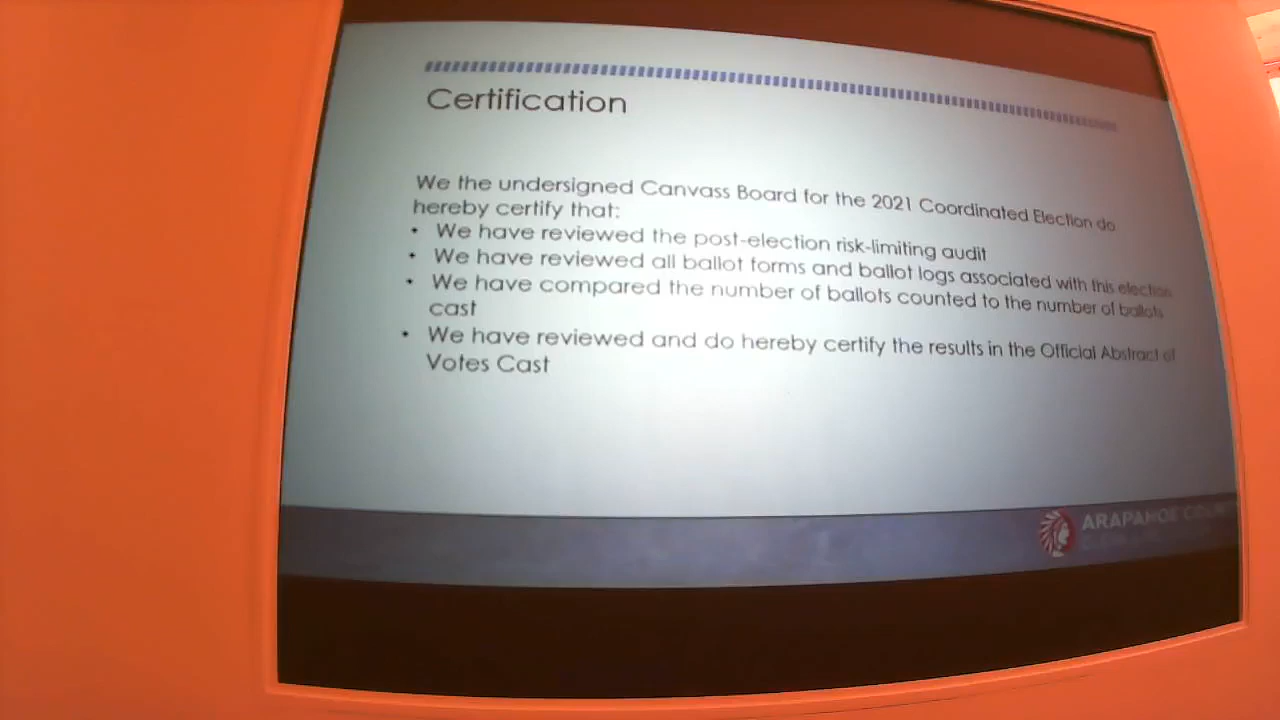 Certification
We the undersigned Canvass Board for the 2021 Coordinated Election do
hereby certify that:
• We have reviewed the post-election risk-limiting audit
• We have reviewed all ballot forms and ballot logs associated with this election
• We have compared the number of ballots counted to the number of ballots
cast
• We have reviewed and do hereby certify the results in the Official Abstract of
Votes Cast
ARAPAHOE